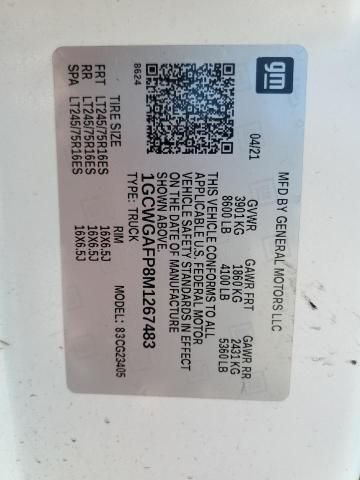 gm
MFD BY GENERAL MOTORS LLC
04/21 GVWR GAWR FRT GAWR RR
3901 KG 1860 KG 2431 KG
8600 LB 4100 LB 5360 LB
THIS VEHICLE CONFORMS TO ALL
APPLICABLE U.S. FEDERAL MOTOR
VEHICLE SAFETY STANDARDS IN EFFECT
ON THE DATE OF MANUFACTURE
SHOWN ABOVE.
1GCWGAFP8M1267483
TYPE: TRUCK
8624 MODEL: 83CG23405
TIRE SIZE RIM
FRT LT245/75R16ES 16X6.5J
RR LT245/75R16ES 16X6.5J
SPA LT245/75R16ES 16X6.5J